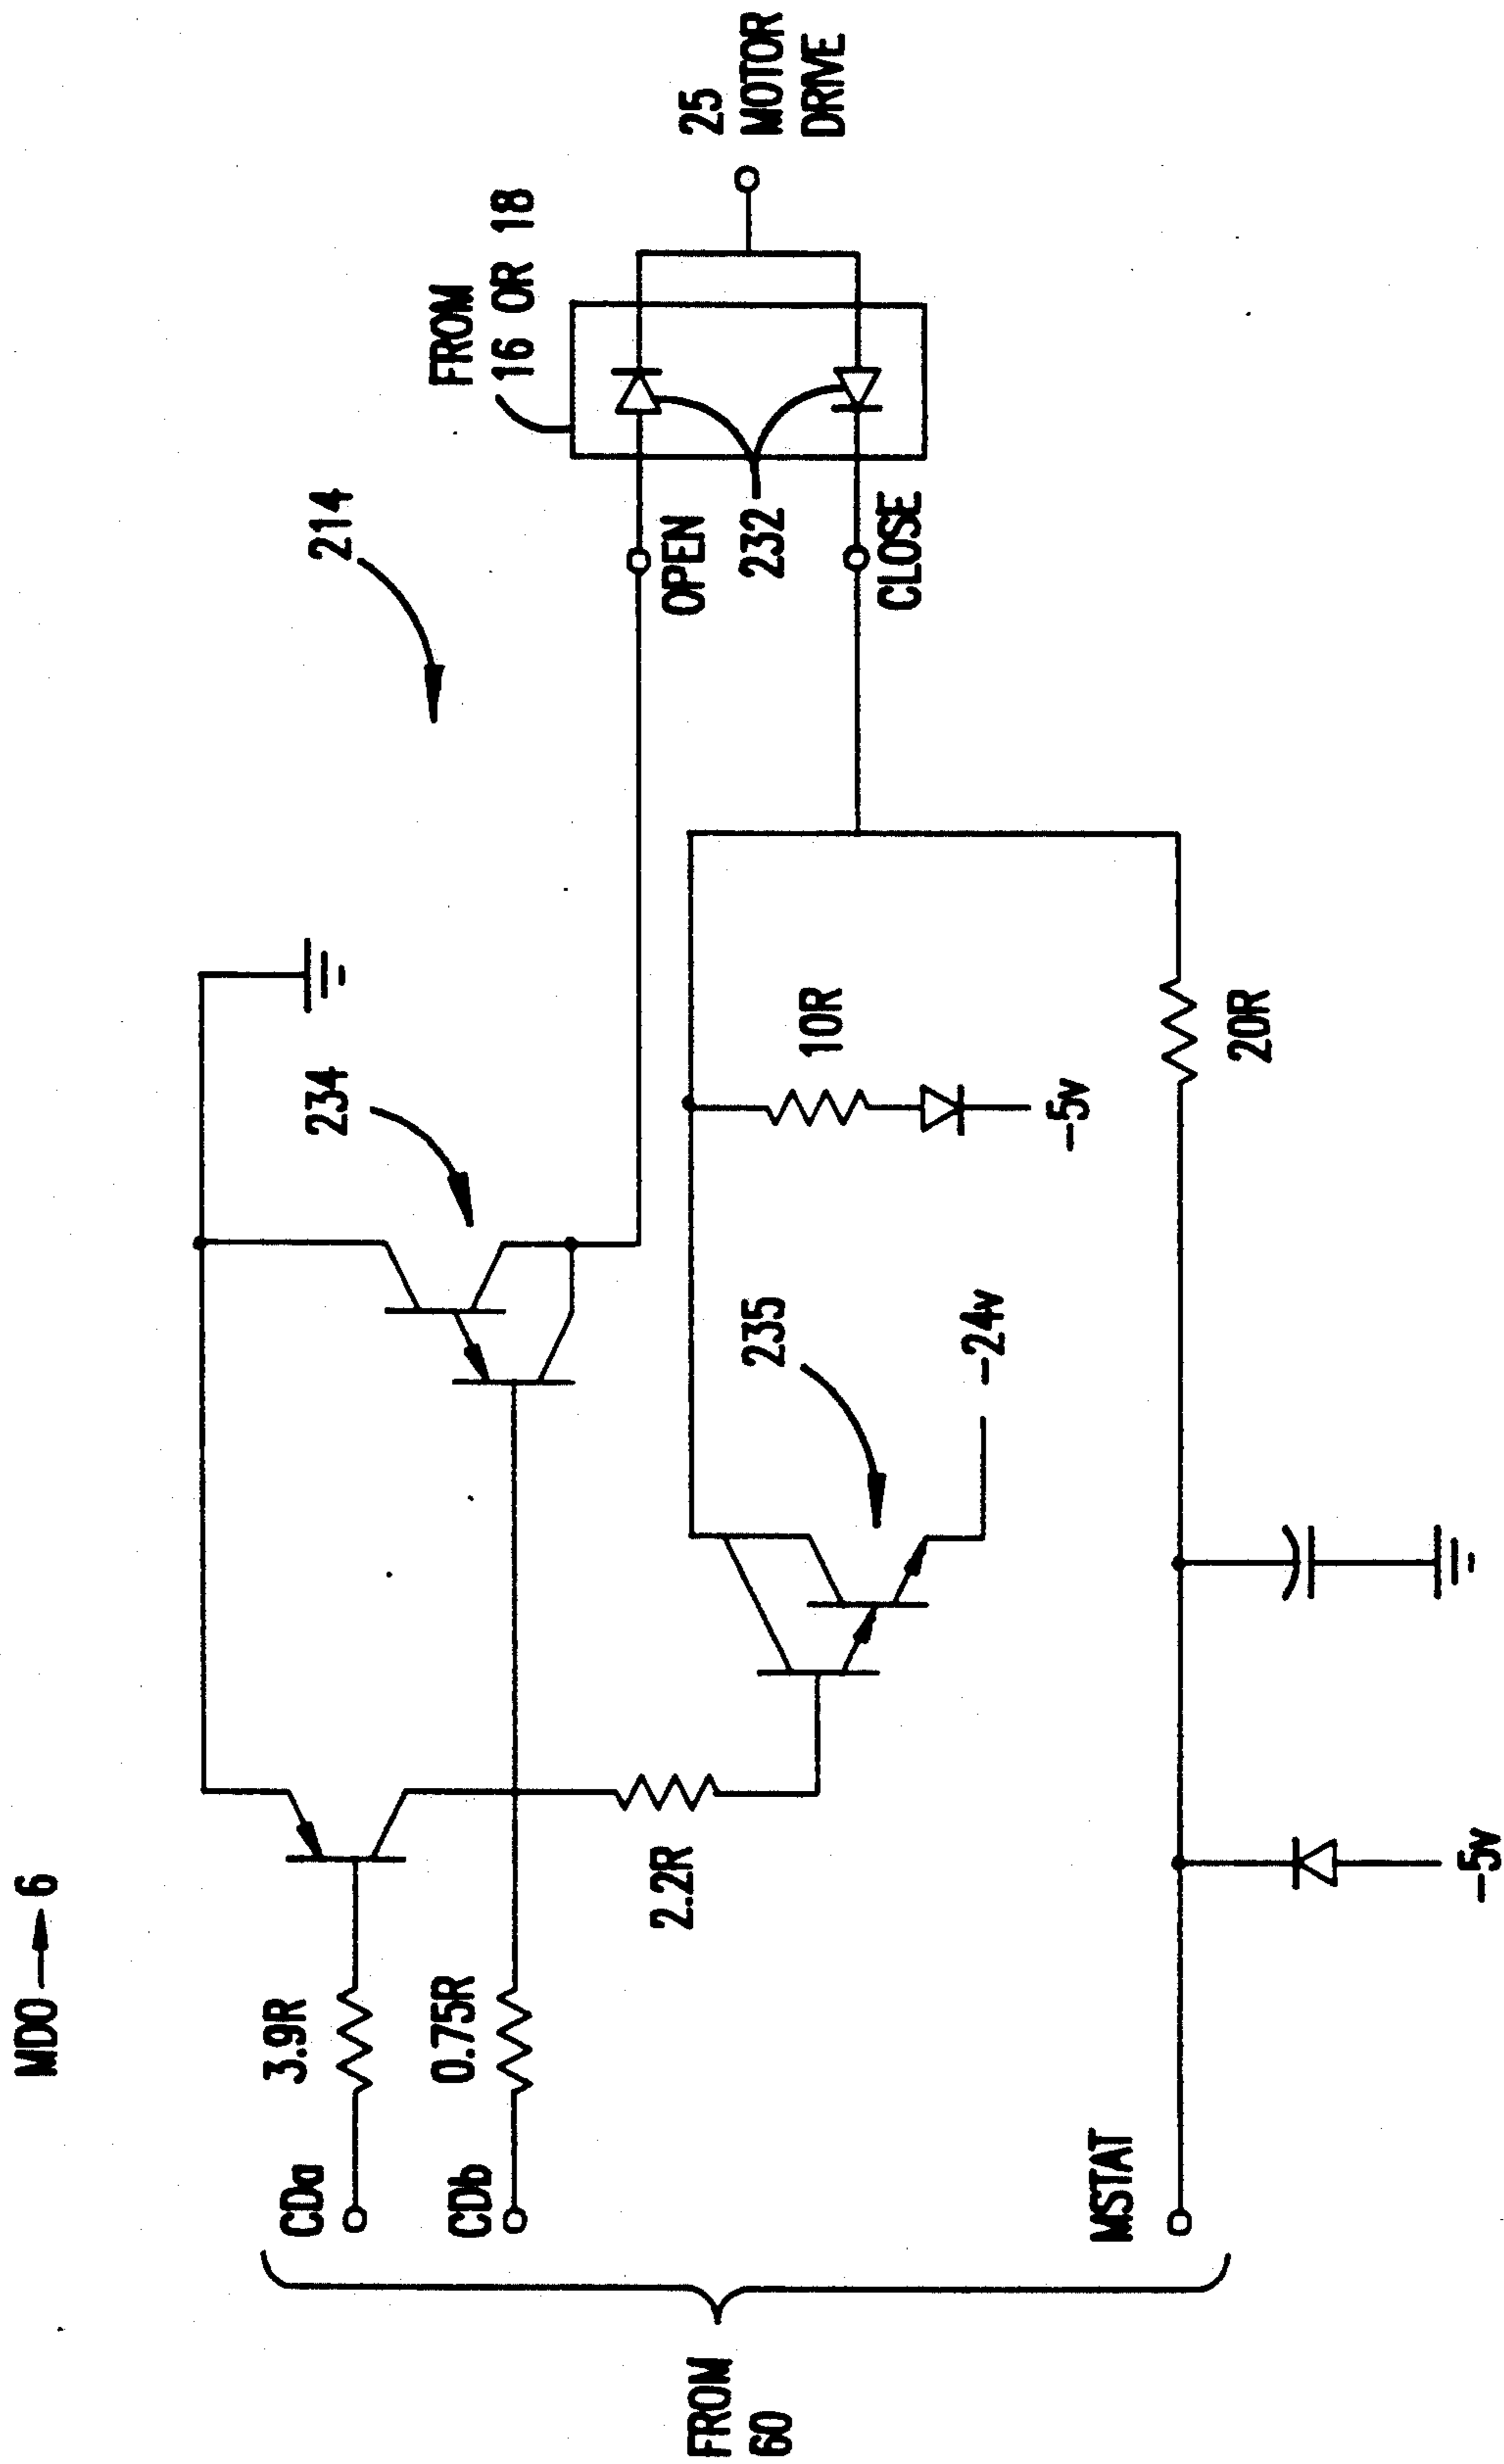 MDO → 6
FROM
60
CDa
3.9R
CDb
0.75R
2.2R
MSTAT
-5v
234
235
-24v
10R
-5v
20R
214
OPEN
232
CLOSE
FROM
16 OR 18
25
MOTOR
DRIVE